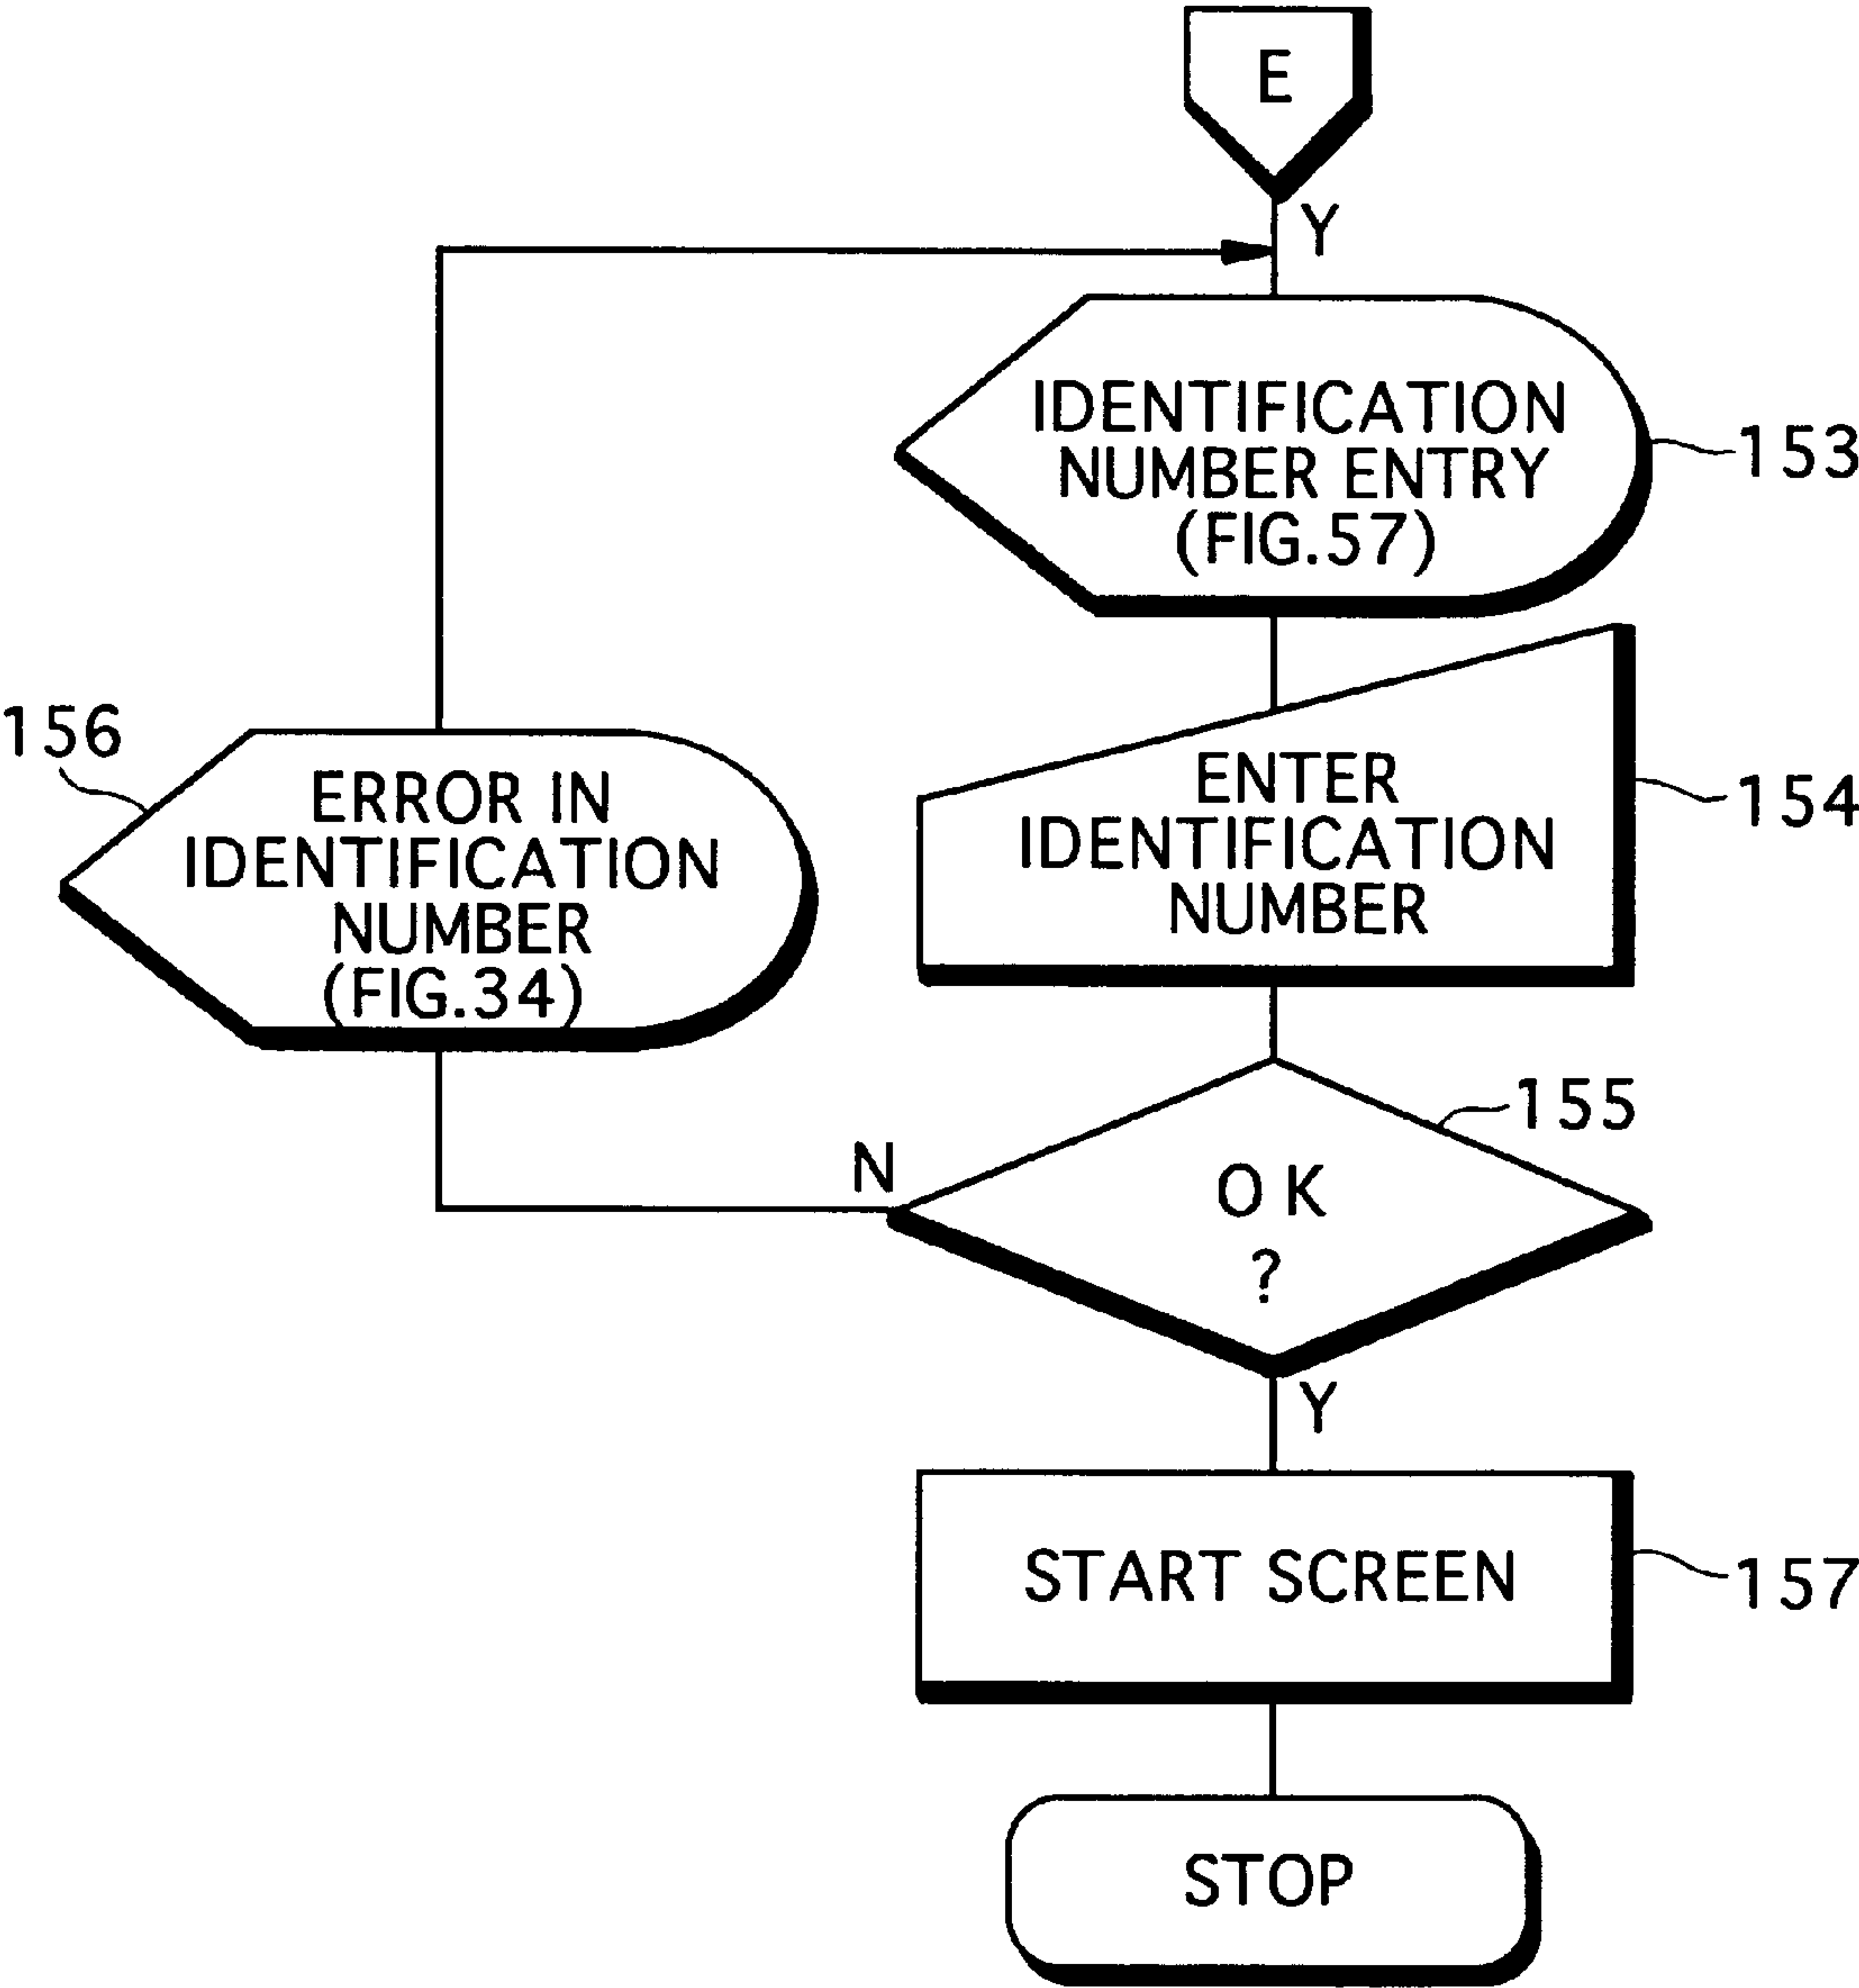 E
Y
IDENTIFICATION
NUMBER ENTRY
(FIG.57)
153
156
ERROR IN
IDENTIFICATION
NUMBER
(FIG.34)
ENTER
IDENTIFICATION
NUMBER
154
155
N
OK
?
Y
START SCREEN
157
STOP